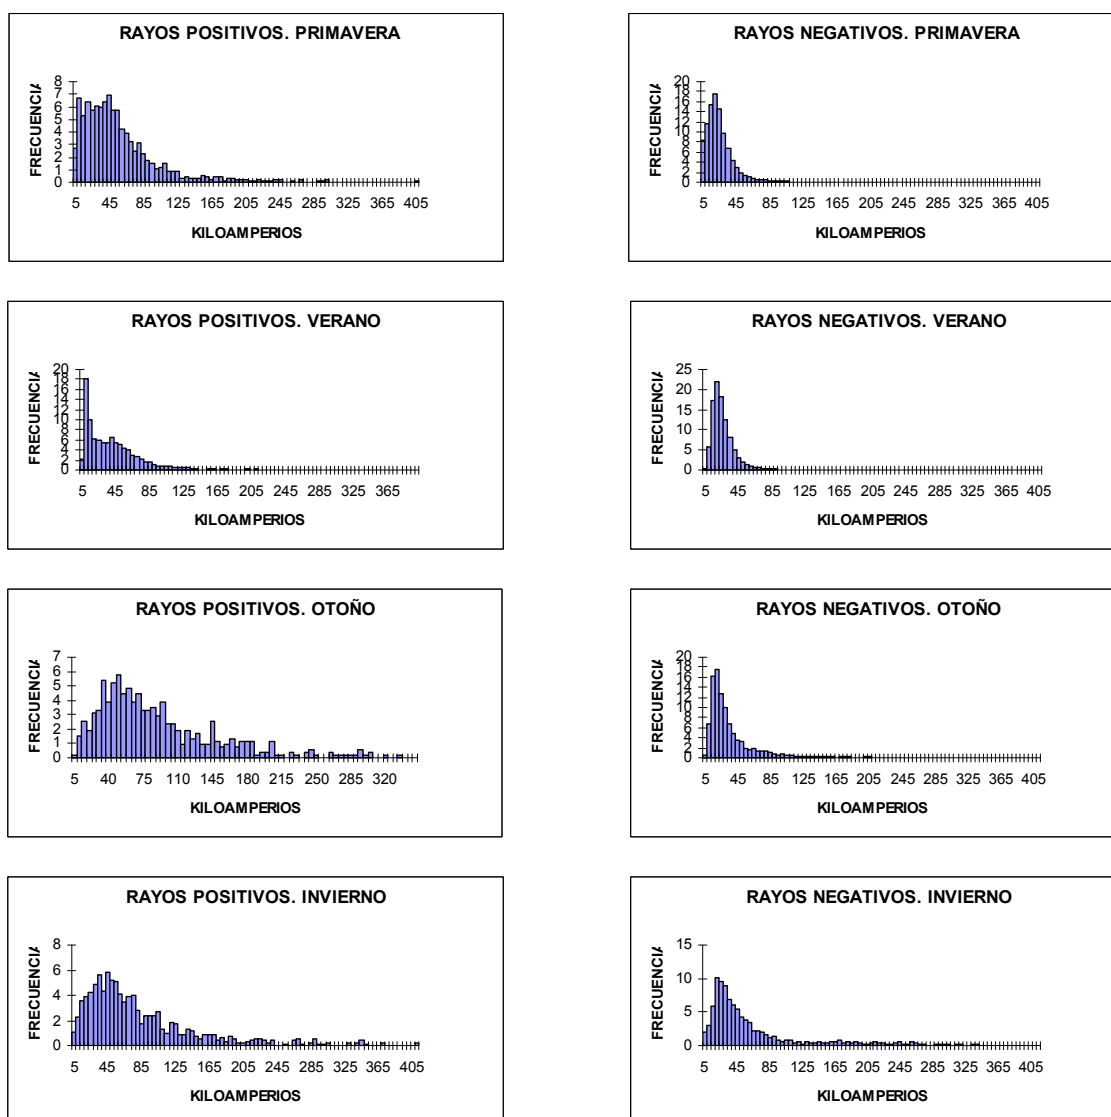 RAYOS POSITIVOS. PRIMAVERA
8
7
6
5
4
3
2
1
0
FRECUENCIA
5 45 85 125 165 205 245 285 325 365 405
KILOAMPERIOS
RAYOS NEGATIVOS. PRIMAVERA
20
18
16
14
12
10
8
6
4
2
0
FRECUENCIA
5 45 85 125 165 205 245 285 325 365 405
KILOAMPERIOS
RAYOS POSITIVOS. VERANO
20
18
16
14
12
10
8
6
4
2
0
FRECUENCIA
5 45 85 125 165 205 245 285 325 365
KILOAMPERIOS
RAYOS NEGATIVOS. VERANO
25
20
15
10
5
0
FRECUENCIA
5 45 85 125 165 205 245 285 325 365 405
KILOAMPERIOS
RAYOS POSITIVOS. OTOÑO
7
6
5
4
3
2
1
0
FRECUENCIA
5 40 75 110 145 180 215 250 285 320
KILOAMPERIOS
RAYOS NEGATIVOS. OTOÑO
20
18
16
14
12
10
8
6
4
2
0
FRECUENCIA
5 45 85 125 165 205 245 285 325 365 405
KILOAMPERIOS
RAYOS POSITIVOS. INVIERNO
8
6
4
2
0
FRECUENCIA
5 45 85 125 165 205 245 285 325 365 405
KILOAMPERIOS
RAYOS NEGATIVOS. INVIERNO
15
10
5
0
FRECUENCIA
5 45 85 125 165 205 245 285 325 365 405
KILOAMPERIOS